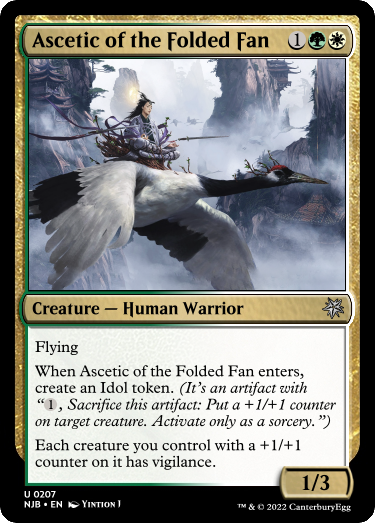 Ascetic of the Folded Fan 1
Creature — Human Warrior
Flying
When Ascetic of the Folded Fan enters,
create an Idol token. (It's an artifact with
“1, Sacrifice this artifact: Put a +1/+1 counter
on target creature. Activate only as a sorcery.”)
Each creature you control with a +1/+1
counter on it has vigilance.
1/3
U 0207
NJB • EN Yintion J
™ & © 2022 CanterburyEgg